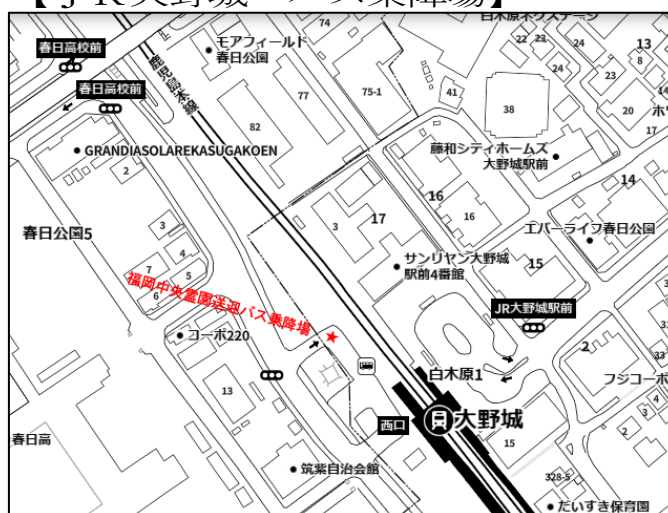 【ＪＲ大野城 バス乗降場】
春日高校前
春日高校前
モアフィールド
春日公園
74
白木原ネクステージ
22
23
24
13
8
鹿児島本線
77
75-1
41
38
24
23
20
14
17
82
GRANDIASOLAREKASUGAKOEN
2
藤和シティホームズ
大野城駅前
14
16
16
3
17
エバーライフ春日公園
春日公園5
3
4
7
5
6
サンリヤン大野城
駅前4番館
15
福岡中央霊園送迎バス乗降場
JR大野城駅前
コーポ220
2
フジコーポ
13
白木原1
大野城
西口
春日高
15
筑紫自治会館
328-5
2
3
4
だいすき保育園